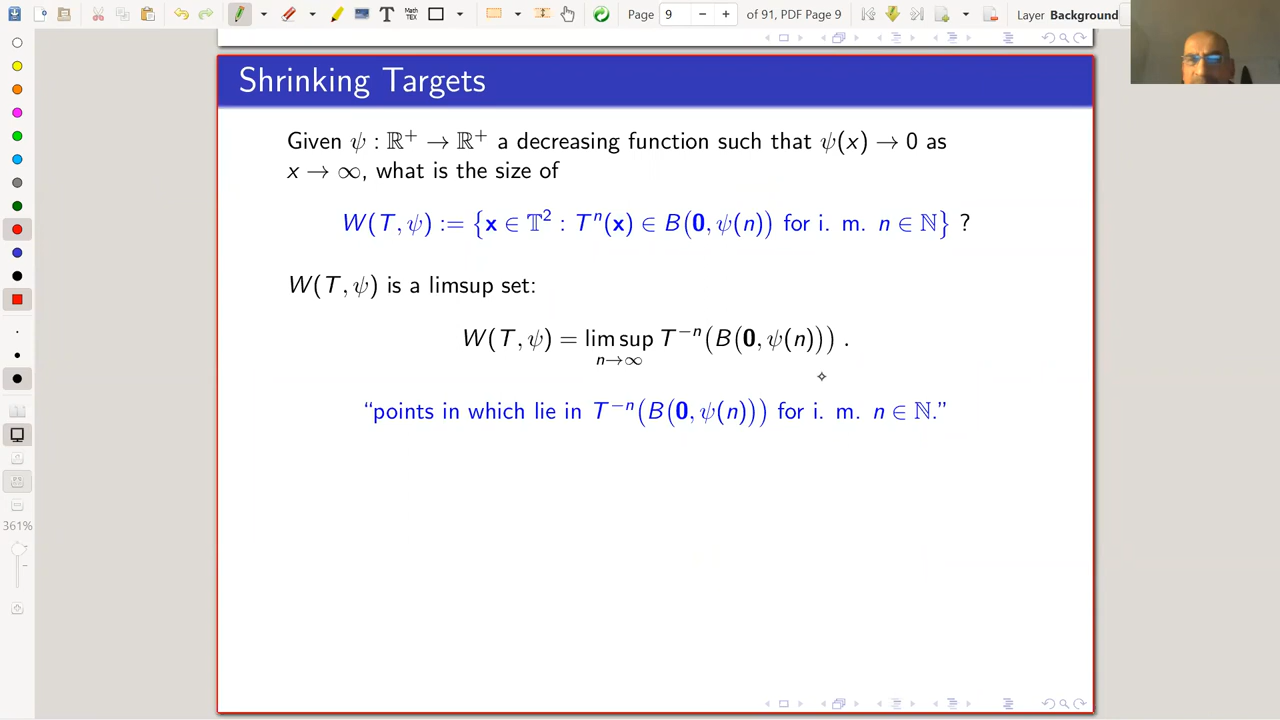 Page 9 of 91, PDF Page 9 Layer Background
T Math TEX
361%
Shrinking Targets
Given ψ : ℝ⁺ → ℝ⁺ a decreasing function such that ψ(x) → 0 as
x → ∞, what is the size of
W(T, ψ) := {𝐱 ∈ 𝕋² : Tⁿ(𝐱) ∈ B(𝟎, ψ(n)) for i. m. n ∈ ℕ} ?
W(T, ψ) is a limsup set:
W(T, ψ) = lim sup T⁻ⁿ(B(𝟎, ψ(n))) .
n→∞
“points in which lie in T⁻ⁿ(B(𝟎, ψ(n))) for i. m. n ∈ ℕ.”